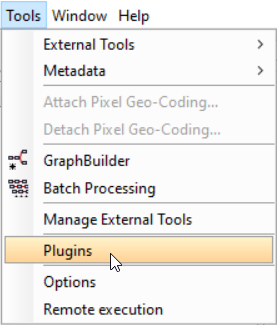 Tools Window Help
External Tools
Metadata
Attach Pixel Geo-Coding...
Detach Pixel Geo-Coding...
GraphBuilder
Batch Processing
Manage External Tools
Plugins
Options
Remote execution